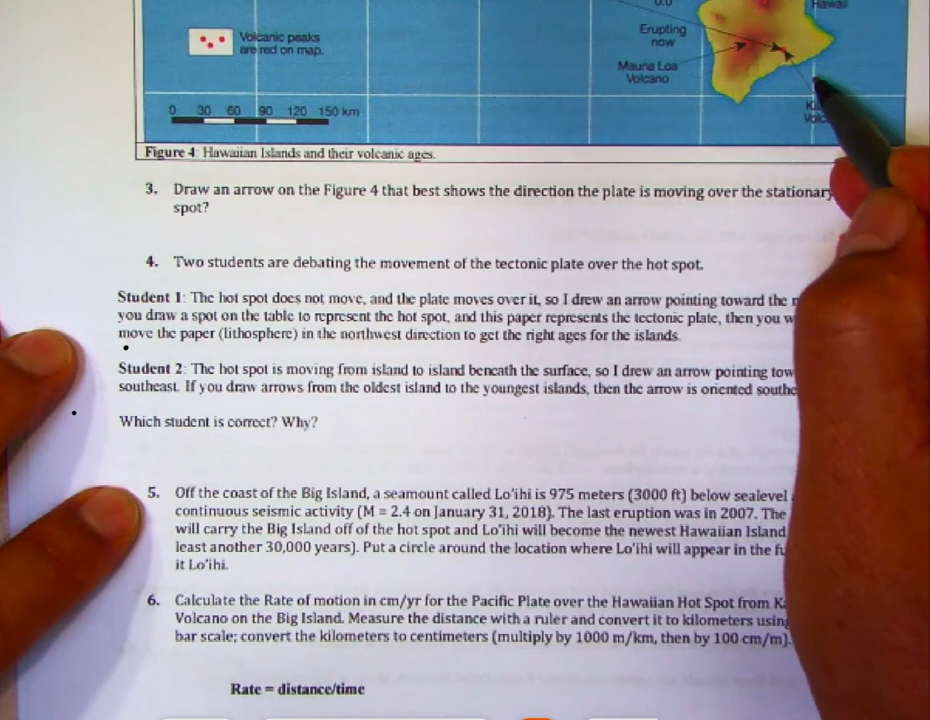 0.0
Hawaii
Erupting
now
Volcanic peaks
are red on map.
Mauna Loa
Volcano
0 30 60 90 120 150 km
Figure 4: Hawaiian Islands and their volcanic ages.
3. Draw an arrow on the Figure 4 that best shows the direction the plate is moving over the stationary
spot?
4. Two students are debating the movement of the tectonic plate over the hot spot.
Student 1: The hot spot does not move, and the plate moves over it, so I drew an arrow pointing toward the
you draw a spot on the table to represent the hot spot, and this paper represents the tectonic plate, then you
move the paper (lithosphere) in the northwest direction to get the right ages for the islands.
Student 2: The hot spot is moving from island to island beneath the surface, so I drew an arrow pointing
southeast. If you draw arrows from the oldest island to the youngest islands, then the arrow is oriented
Which student is correct? Why?
5. Off the coast of the Big Island, a seamount called Lo'ihi is 975 meters (3000 ft) below sealevel
continuous seismic activity (M = 2.4 on January 31, 2018). The last eruption was in 2007. The
will carry the Big Island off of the hot spot and Lo'ihi will become the newest Hawaiian Island
least another 30,000 years). Put a circle around the location where Lo'ihi will appear in the
it Lo'ihi.
6. Calculate the Rate of motion in cm/yr for the Pacific Plate over the Hawaiian Hot Spot from
Volcano on the Big Island. Measure the distance with a ruler and convert it to kilometers using
bar scale; convert the kilometers to centimeters (multiply by 1000 m/km, then by 100 cm/m).
Rate = distance/time